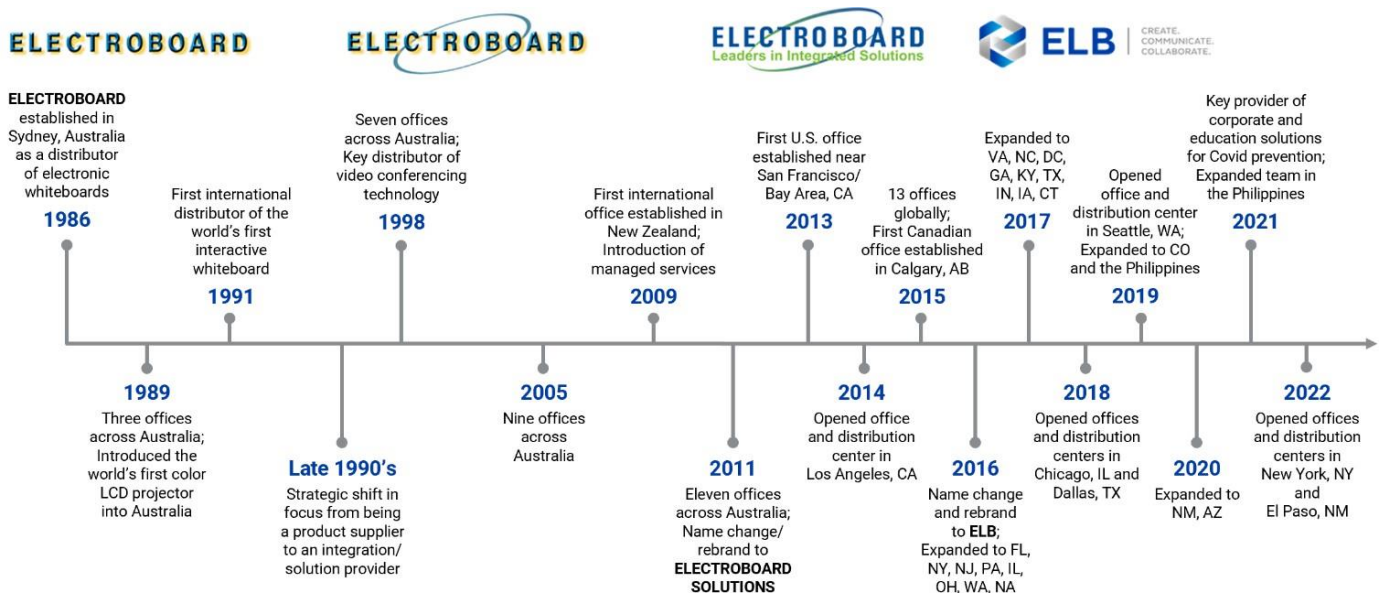 ELECTROBOARD
ELECTROBOARD
ELECTROBOARD
Leaders in Integrated Solutions
ELB
CREATE.
COMMUNICATE.
COLLABORATE.
ELECTROBOARD
established in
Sydney, Australia
as a distributor
of electronic
whiteboards
1986
1989
Three offices
across Australia;
Introduced the
world's first color
LCD projector
into Australia
First international
distributor of the
world's first
interactive
whiteboard
1991
Late 1990's
Strategic shift in
focus from being
a product supplier
to an integration/
solution provider
Seven offices
across Australia;
Key distributor of
video conferencing
technology
1998
2005
Nine offices
across
Australia
First international
office established in
New Zealand;
Introduction of
managed services
2009
2011
Eleven offices
across Australia;
Name change/
rebrand to
ELECTROBOARD
SOLUTIONS
First U.S. office
established near
San Francisco/
Bay Area, CA
2013
2014
Opened office
and distribution
center in
Los Angeles, CA
13 offices
globally;
First Canadian
office established
in Calgary, AB
2015
2016
Name change
and rebrand
to ELB;
Expanded to FL,
NY, NJ, PA, IL,
OH, WA, NA
Expanded to
VA, NC, DC,
GA, KY, TX,
IN, IA, CT
2017
2018
Opened offices
and distribution
centers in
Chicago, IL and
Dallas, TX
Opened
office and
distribution center
in Seattle, WA;
Expanded to CO
and the Philippines
2019
2020
Expanded to
NM, AZ
Key provider of
corporate and
education solutions
for Covid prevention;
Expanded team in
the Philippines
2021
2022
Opened offices
and distribution
centers in
New York, NY
and
El Paso, NM